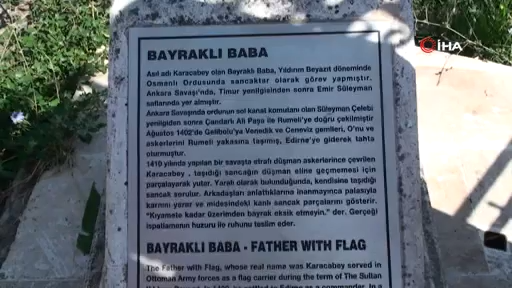 İHA
BAYRAKLI BABA
Asıl adı Karacabey olan Bayraklı Baba, Yıldırım Beyazıt döneminde
Osmanlı Ordusunda sancaktar olarak görev yapmıştır.
Ankara Savaşı'nda, Timur yenilgisinden sonra Emir Süleyman
saflarında yer almıştır.
Ankara Savaşında ordunun sol kanat komutanı olan Süleyman Çelebi
yenilgiden sonra Çandarlı Ali Paşa ile Rumeli'ye doğru çekilmiştir
Ağustos 1402'de Gelibolu'ya Venedik ve Ceneviz gemileri, O'nu ve
askerlerini Rumeli yakasına taşımış, Edirne'ye giderek tahta
oturmuştur.
1410 yılında yapılan bir savaşta etrafı düşman askerlerince çevrilen
Karacabey, taşıdığı sancağın düşman eline geçmemesi için
parçalayarak yutar. Yaralı olarak bulunduğunda, kendisine taşıdığı
sancak sorulur. Arkadaşları anlattıklarına inanmayınca palasıyla
karnını yarar ve midesindeki kanlı sancak parçalarını gösterir.
"Kıyamete kadar üzerimden bayrak eksik etmeyin," der. Gerçeği
ispatlamanın huzuru ile ruhunu teslim eder.
BAYRAKLI BABA - FATHER WITH FLAG
The Father with Flag, whose real name was Karacabey served in
Ottoman Army forces as a flag carrier during the term of The Sultan